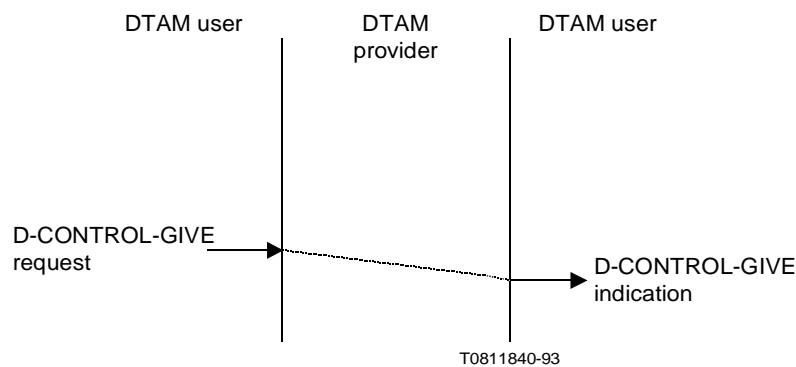 DTAM user
DTAM
provider
DTAM user
D-CONTROL-GIVE
request
D-CONTROL-GIVE
indication
T0811840-93